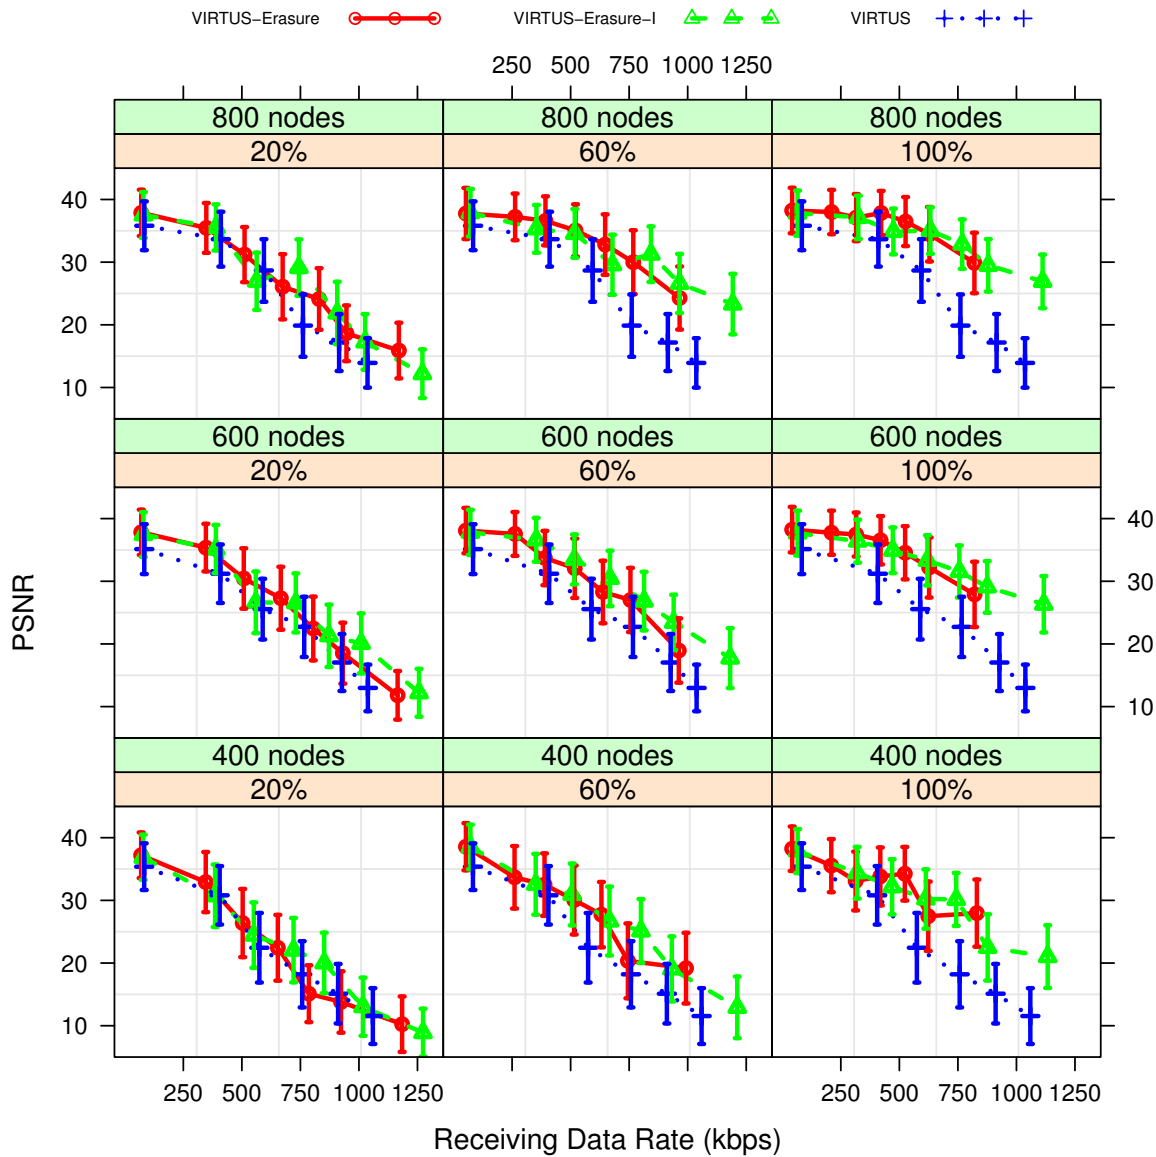 VIRTUS−Erasure VIRTUS−Erasure−I VIRTUS
250 500 750 1000 1250
800 nodes 800 nodes 800 nodes
20% 60% 100%
40
30
20
10
600 nodes 600 nodes 600 nodes
20% 60% 100%
40
30
20
10
PSNR
400 nodes 400 nodes 400 nodes
20% 60% 100%
40
30
20
10
250 500 750 1000 1250 250 500 750 1000 1250
Receiving Data Rate (kbps)